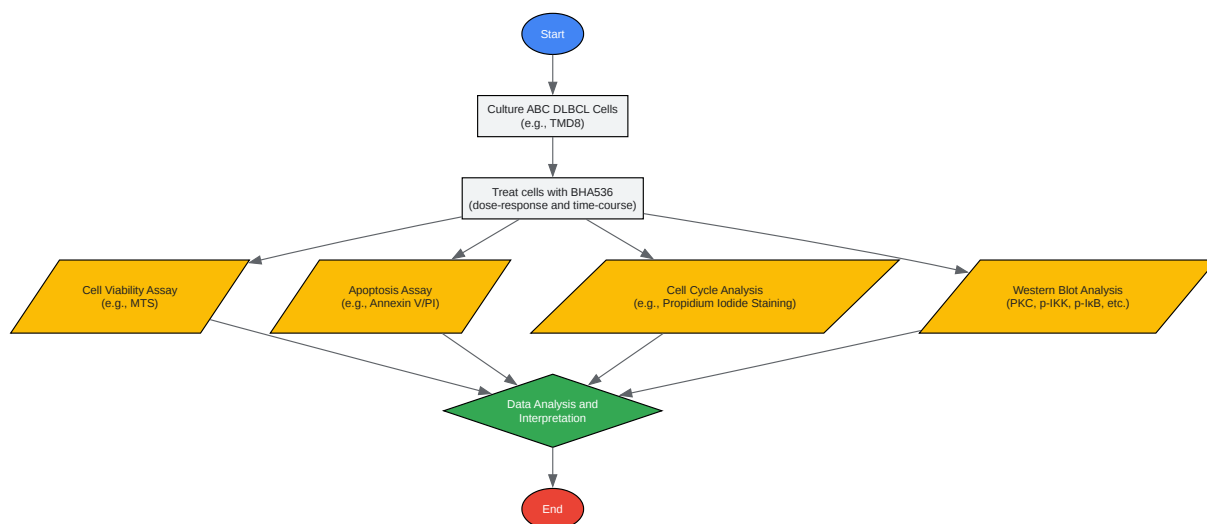 Start
Culture ABC DLBCL Cells
(e.g., TMD8)
Treat cells with BHA536
(dose-response and time-course)
Cell Viability Assay
(e.g., MTS)
Apoptosis Assay
(e.g., Annexin V/PI)
Cell Cycle Analysis
(e.g., Propidium Iodide Staining)
Western Blot Analysis
(PKC, p-IKK, p-IκB, etc.)
Data Analysis and
Interpretation
End